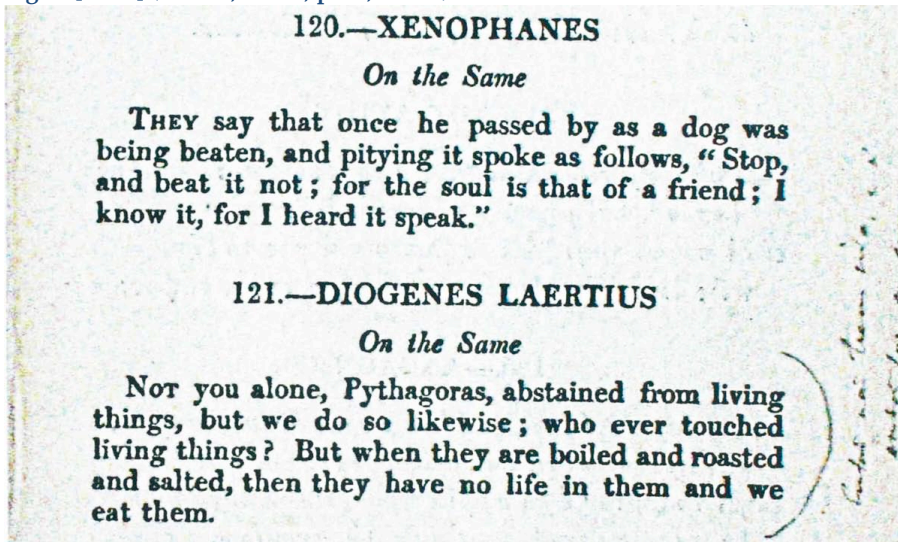 120.—XENOPHANES
On the Same
THEY say that once he passed by as a dog was
being beaten, and pitying it spoke as follows, “ Stop,
and beat it not ; for the soul is that of a friend ; I
know it, for I heard it speak.”
121.—DIOGENES LAERTIUS
On the Same
NOT you alone, Pythagoras, abstained from living
things, but we do so likewise ; who ever touched
living things ? But when they are boiled and roasted
and salted, then they have no life in them and we
eat them.